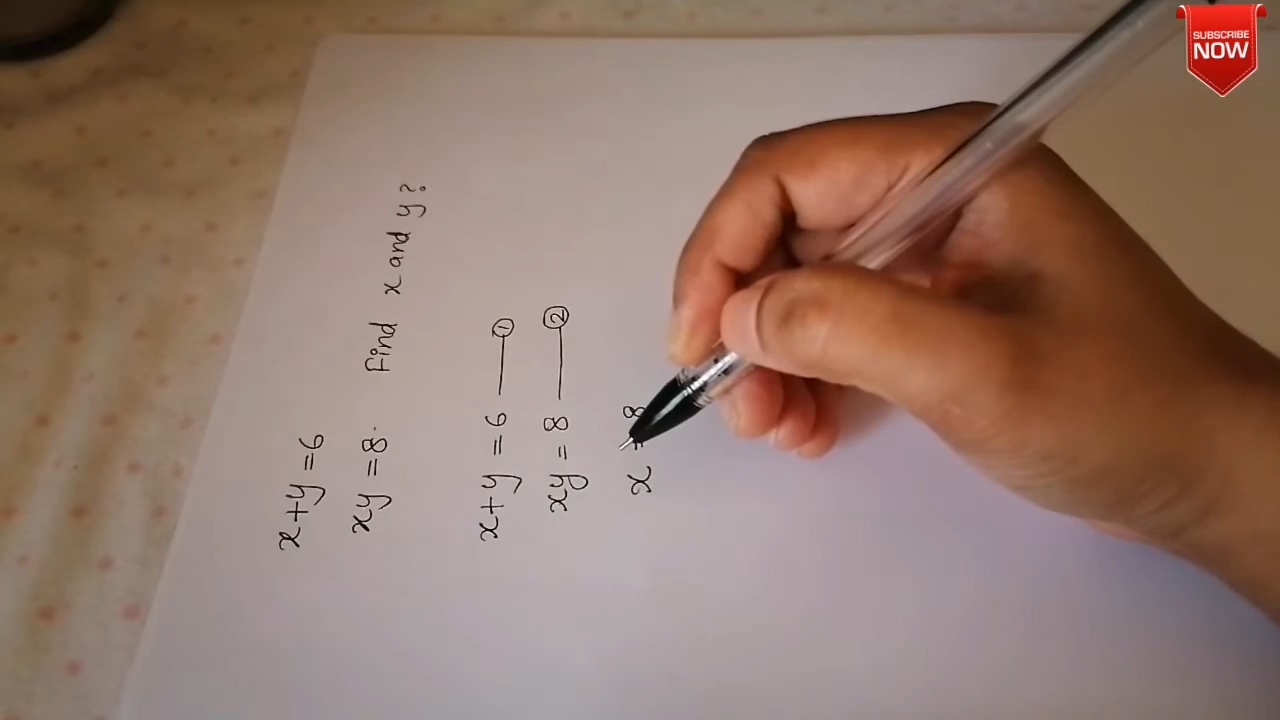 x+y=6
xy=8. Find x and y?
x+y=6 — ①
xy=8 — ②
x = 8
SUBSCRIBE
NOW